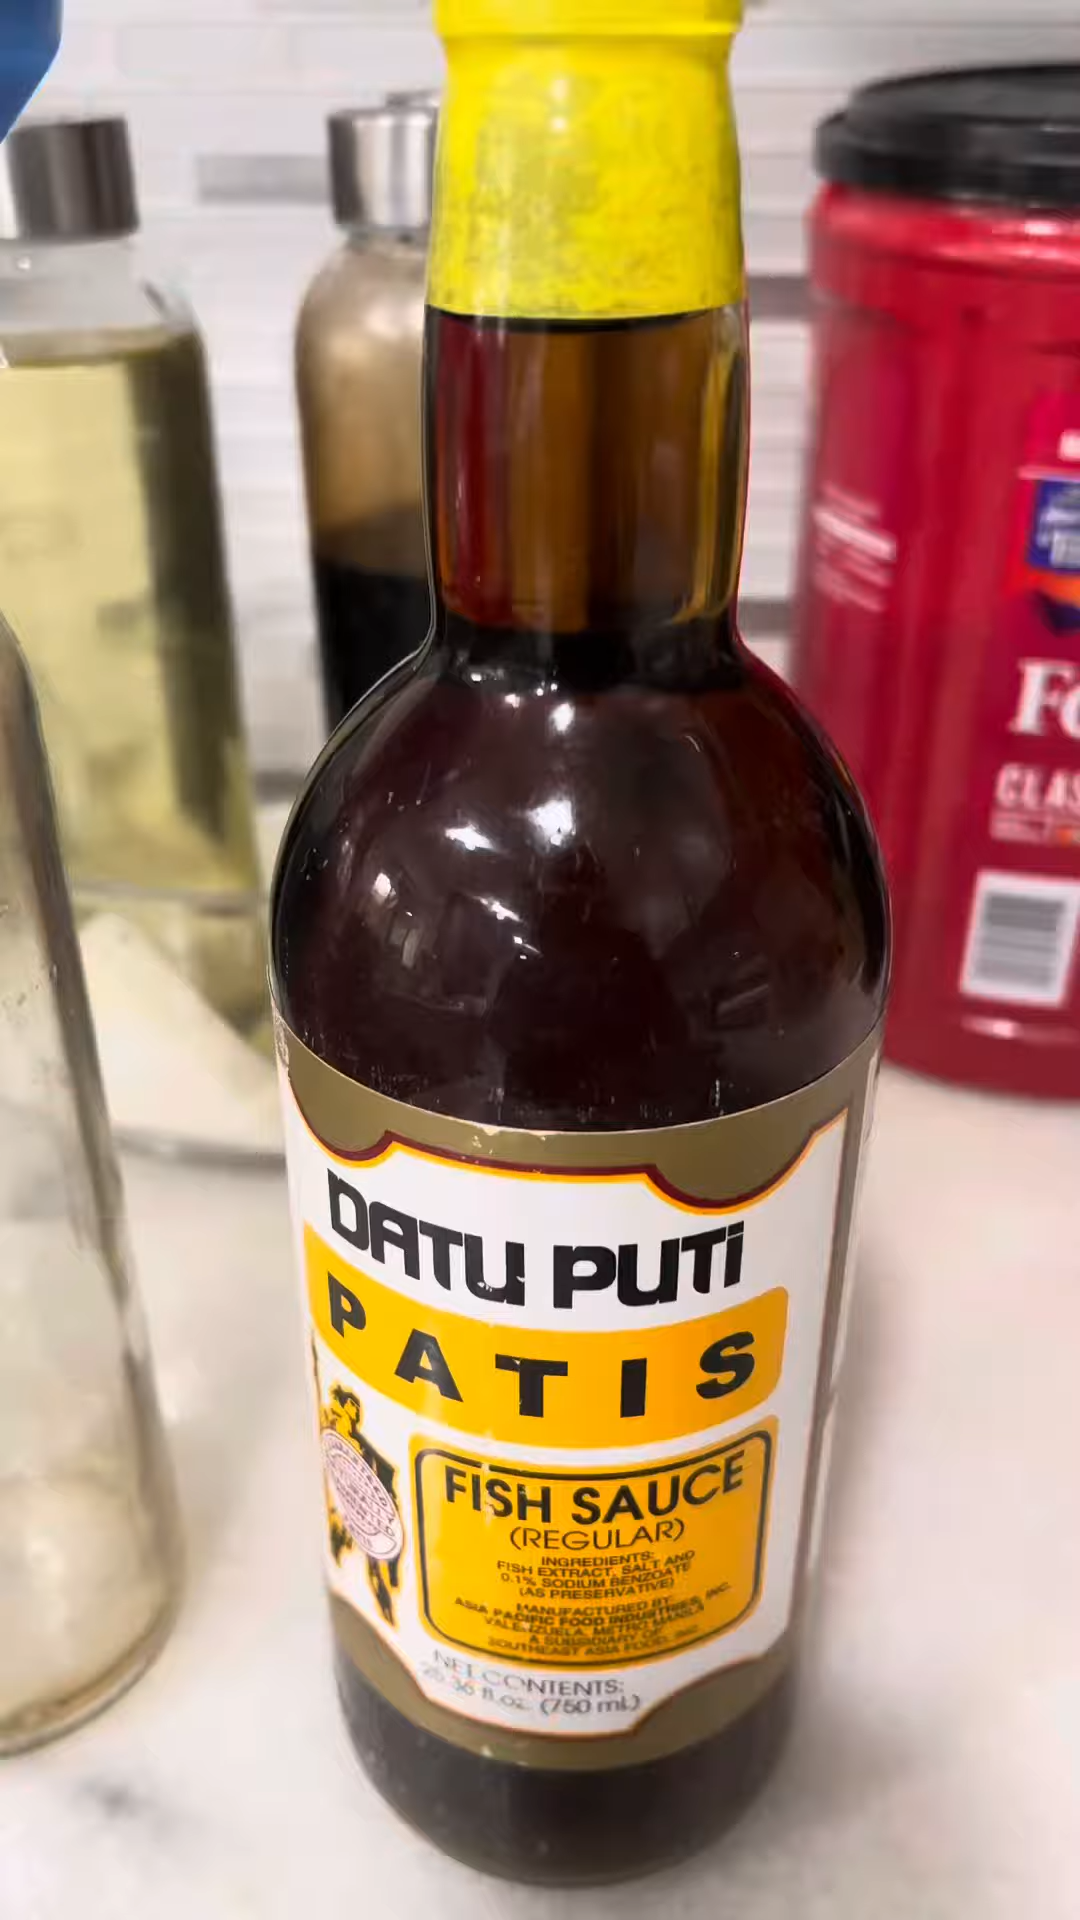 DATU PUTI
PATIS
FISH SAUCE
(REGULAR)
INGREDIENTS:
FISH EXTRACT, SALT AND
0.1% SODIUM BENZOATE
(AS PRESERVATIVE)
MANUFACTURED BY:
ASIA PACIFIC FOOD INDUSTRIES, INC.
VALENZUELA, METRO MANILA
A SUBSIDIARY OF
SOUTHEAST ASIA FOOD, INC.
NET CONTENTS:
25.36 fl.oz. (750 mL)
Fo
CLAS